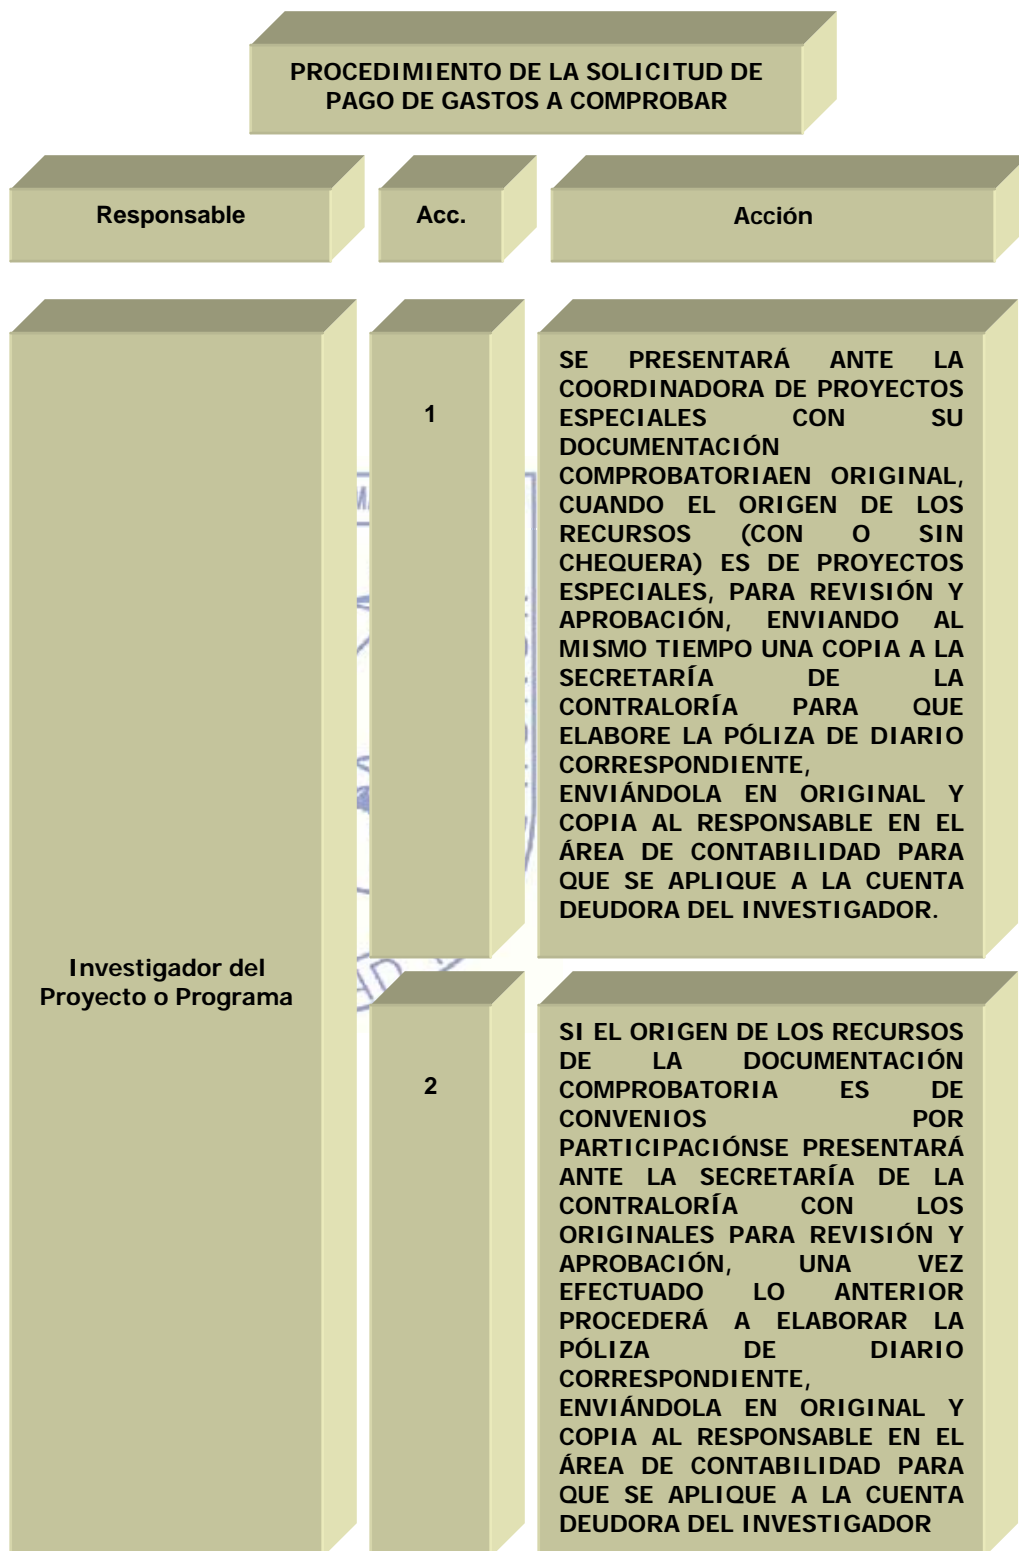 PROCEDIMIENTO DE LA SOLICITUD DE
PAGO DE GASTOS A COMPROBAR
Responsable
Acc.
Acción
Investigador del
Proyecto o Programa
1
SE PRESENTARÁ ANTE LA
COORDINADORA DE PROYECTOS
ESPECIALES CON SU
DOCUMENTACIÓN
COMPROBATORIAEN ORIGINAL,
CUANDO EL ORIGEN DE LOS
RECURSOS (CON O SIN
CHEQUERA) ES DE PROYECTOS
ESPECIALES, PARA REVISIÓN Y
APROBACIÓN, ENVIANDO AL
MISMO TIEMPO UNA COPIA A LA
SECRETARÍA DE LA
CONTRALORÍA PARA QUE
ELABORE LA PÓLIZA DE DIARIO
CORRESPONDIENTE,
ENVIÁNDOLA EN ORIGINAL Y
COPIA AL RESPONSABLE EN EL
ÁREA DE CONTABILIDAD PARA
QUE SE APLIQUE A LA CUENTA
DEUDORA DEL INVESTIGADOR.
2
SI EL ORIGEN DE LOS RECURSOS
DE LA DOCUMENTACIÓN
COMPROBATORIA ES DE
CONVENIOS POR
PARTICIPACIÓNSE PRESENTARÁ
ANTE LA SECRETARÍA DE LA
CONTRALORÍA CON LOS
ORIGINALES PARA REVISIÓN Y
APROBACIÓN, UNA VEZ
EFECTUADO LO ANTERIOR
PROCEDERÁ A ELABORAR LA
PÓLIZA DE DIARIO
CORRESPONDIENTE,
ENVIÁNDOLA EN ORIGINAL Y
COPIA AL RESPONSABLE EN EL
ÁREA DE CONTABILIDAD PARA
QUE SE APLIQUE A LA CUENTA
DEUDORA DEL INVESTIGADOR